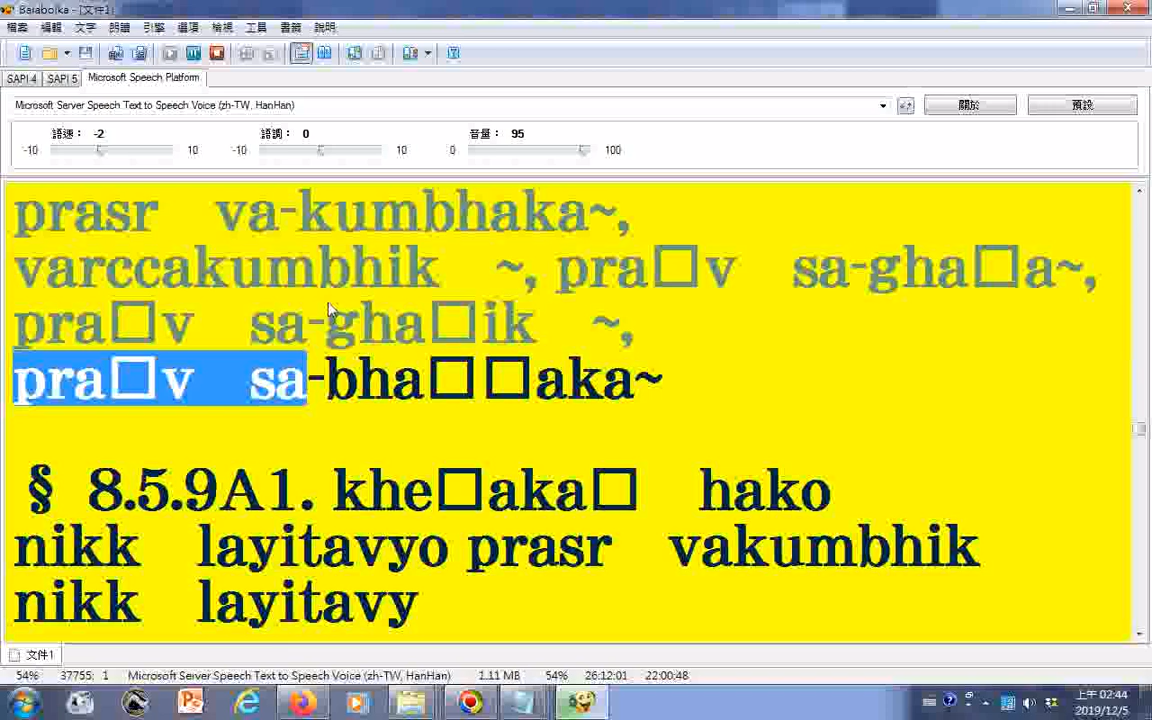 Balabolka - [文件1]
檔案 編輯 文字 朗讀 引擎 選項 檢視 工具 書籤 說明
SAPI 4 SAPI 5 Microsoft Speech Platform
Microsoft Server Speech Text to Speech Voice (zh-TW, HanHan) 關於 預設
語速： -2 語調： 0 音量： 95
-10 10 -10 10 0 100
prasr va-kumbhaka~,
varccakumbhik ~, pra□v sa-gha□a~,
pra□v sa-gha□ik ~,
pra□v sa-bha□□aka~
§ 8.5.9A1. khe□aka□ hako
nikk layitavyo prasr vakumbhik
nikk layitavy
文件1
54% 37755: 1 Microsoft Server Speech Text to Speech Voice (zh-TW, HanHan) 1.11 MB 54% 26:12:01 22:00:48
上午 02:44
2019/12/5